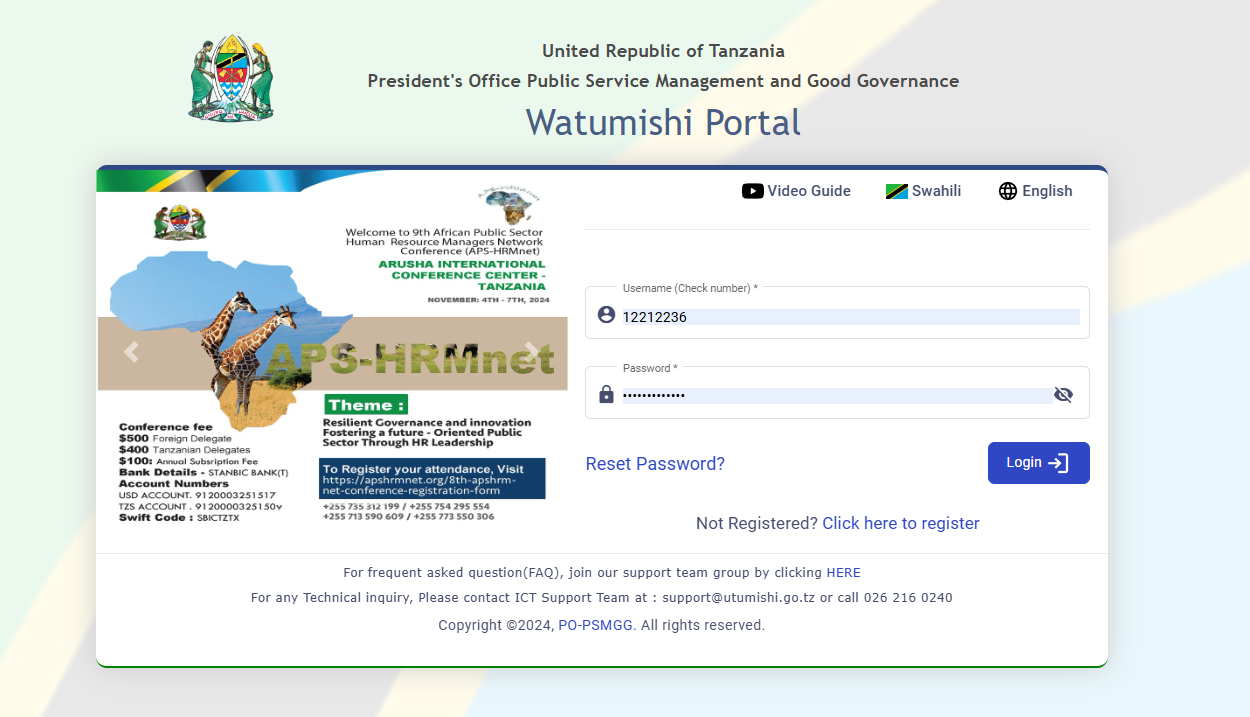 United Republic of Tanzania
President's Office Public Service Management and Good Governance
Watumishi Portal
Welcome to 9th African Public Sector
Human Resource Managers Network
Conference (APS-HRMnet)
ARUSHA INTERNATIONAL
CONFERENCE CENTER -
TANZANIA
NOVEMBER: 4TH - 7TH, 2024
APS-HRMnet
Theme :
Resilient Governance and innovation
Fostering a future - Oriented Public
Sector Through HR Leadership
Conference fee
$500 Foreign Delegate
$400 Tanzanian Delegates
$100: Annual Subsription Fee
Bank Details - STANBIC BANK(T)
Account Numbers
USD ACCOUNT. 9120003251517
TZS ACCOUNT . 9120000325150v
Swift Code : SBICTZTX
To Register your attendance, Visit
https://apshrmnet.org/8th-apshrm-
net-conference-registration-form
+255 735 312 199 / +255 754 295 554
+255 713 590 609 / +255 773 550 306
Video Guide
Swahili
English
Username (Check number) *
12212236
Password *
•••••••••••••
Reset Password?
Login
Not Registered? Click here to register
For frequent asked question(FAQ), join our support team group by clicking HERE
For any Technical inquiry, Please contact ICT Support Team at : support@utumishi.go.tz or call 026 216 0240
Copyright ©2024, PO-PSMGG. All rights reserved.